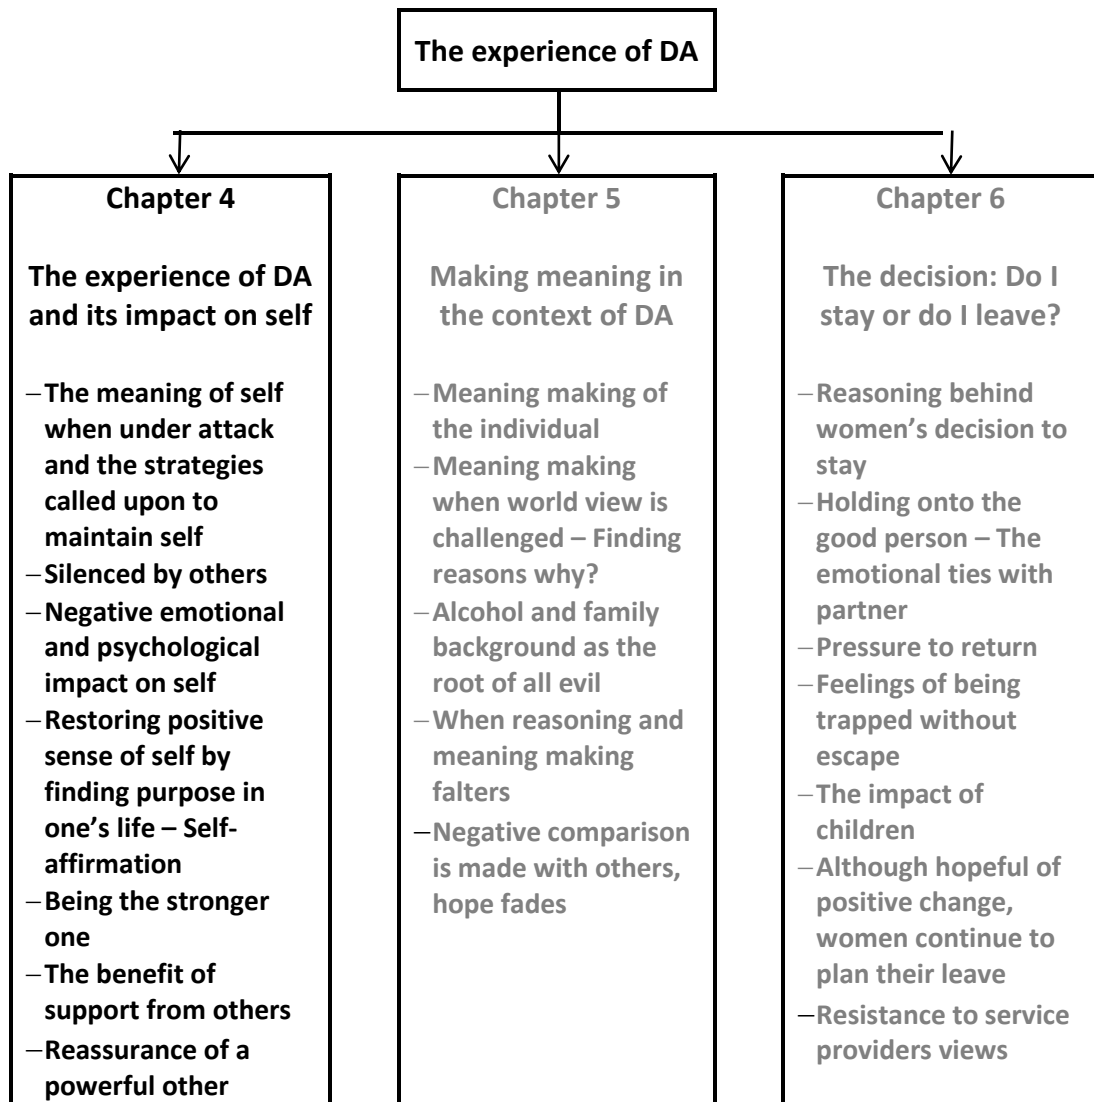 The experience of DA
Chapter 4
The experience of DA
and its impact on self
–The meaning of self
when under attack
and the strategies
called upon to
maintain self
–Silenced by others
–Negative emotional
and psychological
impact on self
–Restoring positive
sense of self by
finding purpose in
one’s life – Self-
affirmation
–Being the stronger
one
–The benefit of
support from others
–Reassurance of a
powerful other
Chapter 5
Making meaning in
the context of DA
–Meaning making of
the individual
–Meaning making
when world view is
challenged – Finding
reasons why?
–Alcohol and family
background as the
root of all evil
–When reasoning and
meaning making
falters
–Negative comparison
is made with others,
hope fades
Chapter 6
The decision: Do I
stay or do I leave?
–Reasoning behind
women’s decision to
stay
–Holding onto the
good person – The
emotional ties with
partner
–Pressure to return
–Feelings of being
trapped without
escape
–The impact of
children
–Although hopeful of
positive change,
women continue to
plan their leave
–Resistance to service
providers views